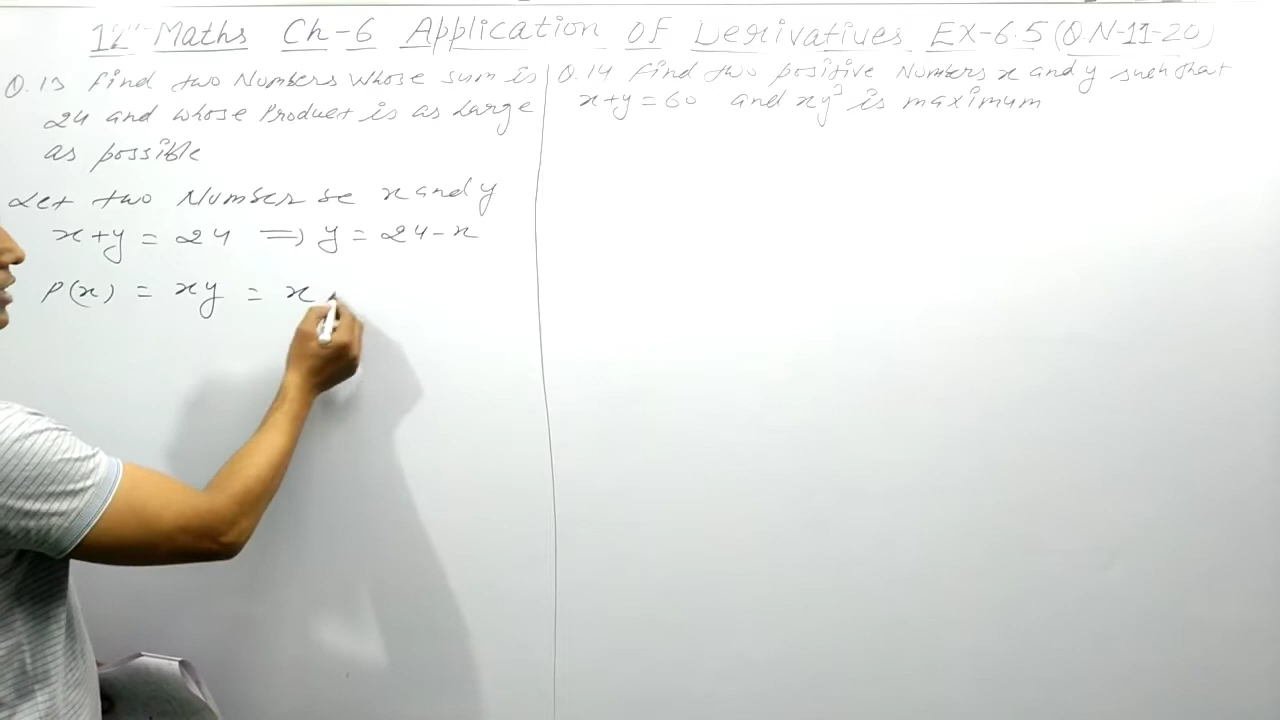 12th Maths Ch-6 Application of Derivatives EX-6.5 (Q.N-11-20)
Q.13 Find two Numbers whose sum is
24 and whose Product is as Large
as possible
Let two Number be x and y
x+y = 24 ⟹ y = 24-x
P(x) = xy = x
Q.14 Find two positive Numbers x and y such that
x+y=60 and xy³ is maximum